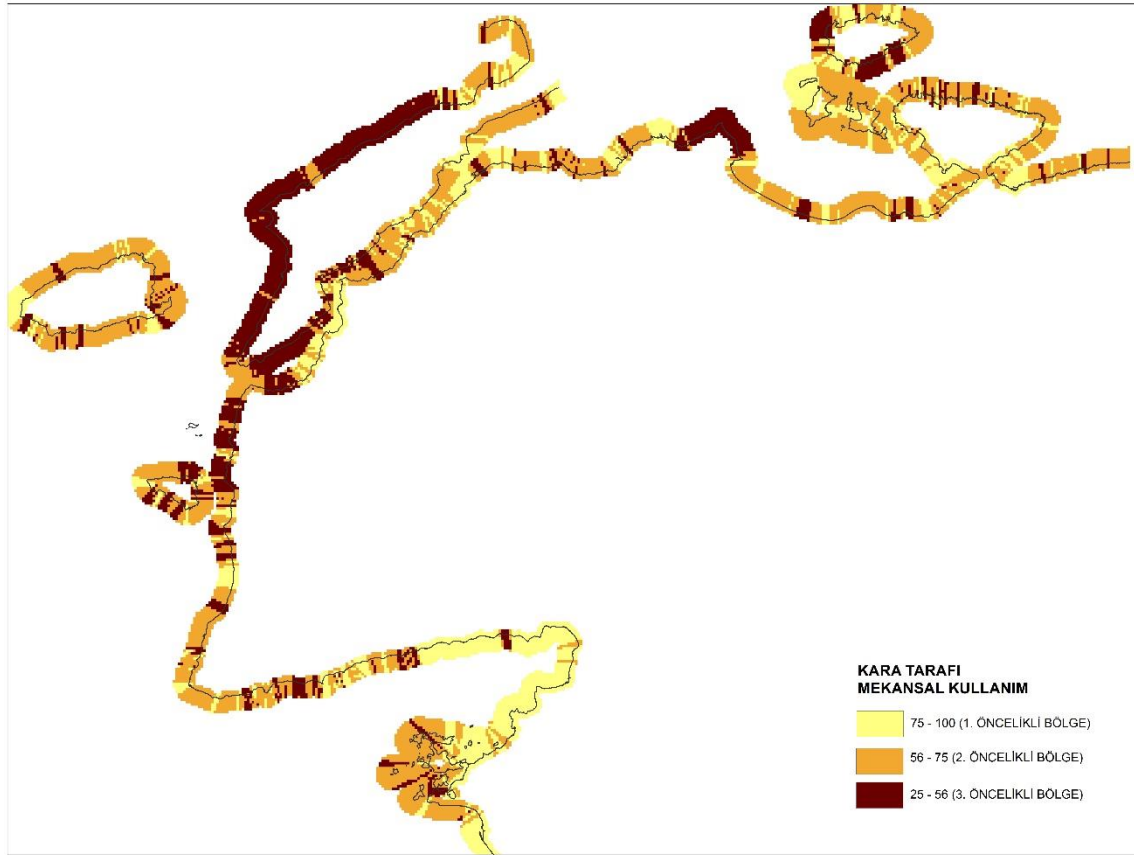 KARA TARAFI
MEKANSAL KULLANIM
75 - 100 (1. ÖNCELİKLİ BÖLGE)
56 - 75 (2. ÖNCELİKLİ BÖLGE)
25 - 56 (3. ÖNCELİKLİ BÖLGE)